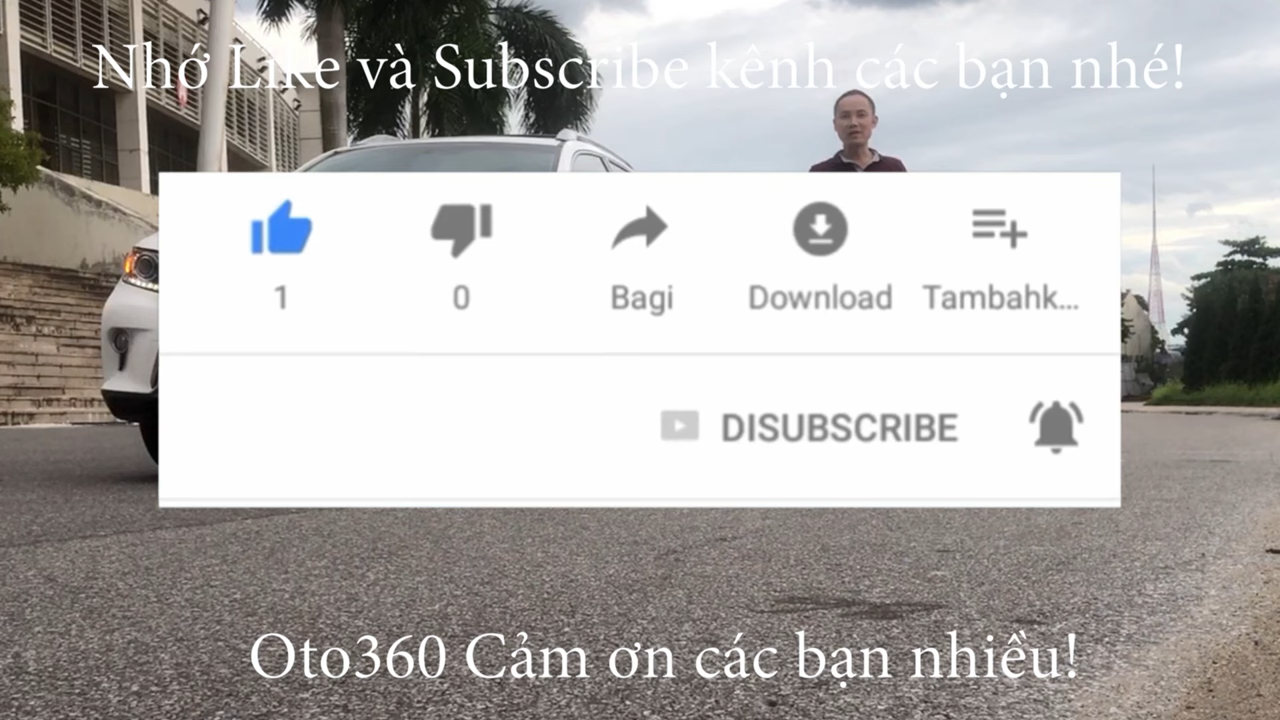 Nhớ Like và Subscribe kênh các bạn nhé!
1 0 Bagi Download Tambahk...
DISUBSCRIBE
Oto360 Cảm ơn các bạn nhiều!